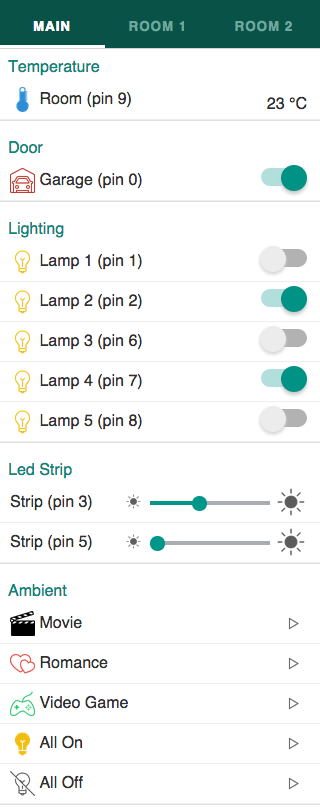 MAIN ROOM 1 ROOM 2
Temperature
Room (pin 9) 23 °C
Door
Garage (pin 0)
Lighting
Lamp 1 (pin 1)
Lamp 2 (pin 2)
Lamp 3 (pin 6)
Lamp 4 (pin 7)
Lamp 5 (pin 8)
Led Strip
Strip (pin 3)
Strip (pin 5)
Ambient
Movie
Romance
Video Game
All On
All Off